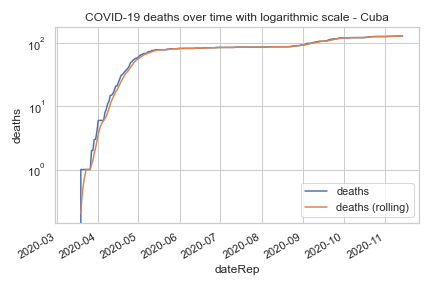 COVID-19 deaths over time with logarithmic scale - Cuba
deaths
10²
10¹
10⁰
deaths
deaths (rolling)
2020-03
2020-04
2020-05
2020-06
2020-07
2020-08
2020-09
2020-10
2020-11
dateRep